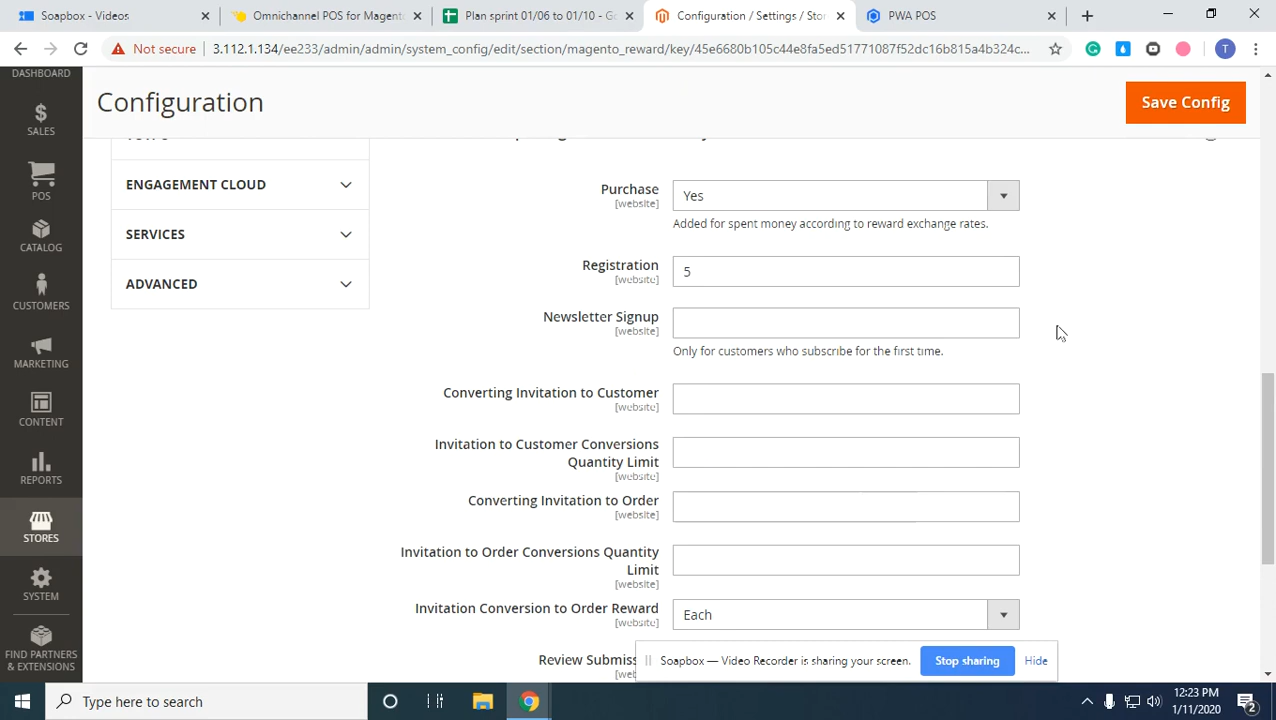 Soapbox - Videos
Omnichannel POS for Magento
Plan sprint 01/06 to 01/10 - Go
Configuration / Settings / Stor
PWA POS
Not secure
3.112.1.134/ee233/admin/admin/system_config/edit/section/magento_reward/key/45e6680b105c44e8fa5ed51771087f52dc16b815a4b324c...
T
DASHBOARD
SALES
POS
CATALOG
CUSTOMERS
MARKETING
CONTENT
REPORTS
STORES
SYSTEM
FIND PARTNERS
& EXTENSIONS
Configuration
Save Config
ENGAGEMENT CLOUD
SERVICES
ADVANCED
Purchase
[website]
Yes
Added for spent money according to reward exchange rates.
Registration
[website]
5
Newsletter Signup
[website]
Only for customers who subscribe for the first time.
Converting Invitation to Customer
[website]
Invitation to Customer Conversions
Quantity Limit
[website]
Converting Invitation to Order
[website]
Invitation to Order Conversions Quantity
Limit
[website]
Invitation Conversion to Order Reward
[website]
Each
Review Submiss
Soapbox — Video Recorder is sharing your screen.
Stop sharing
Hide
Type here to search
12:23 PM
1/11/2020
2